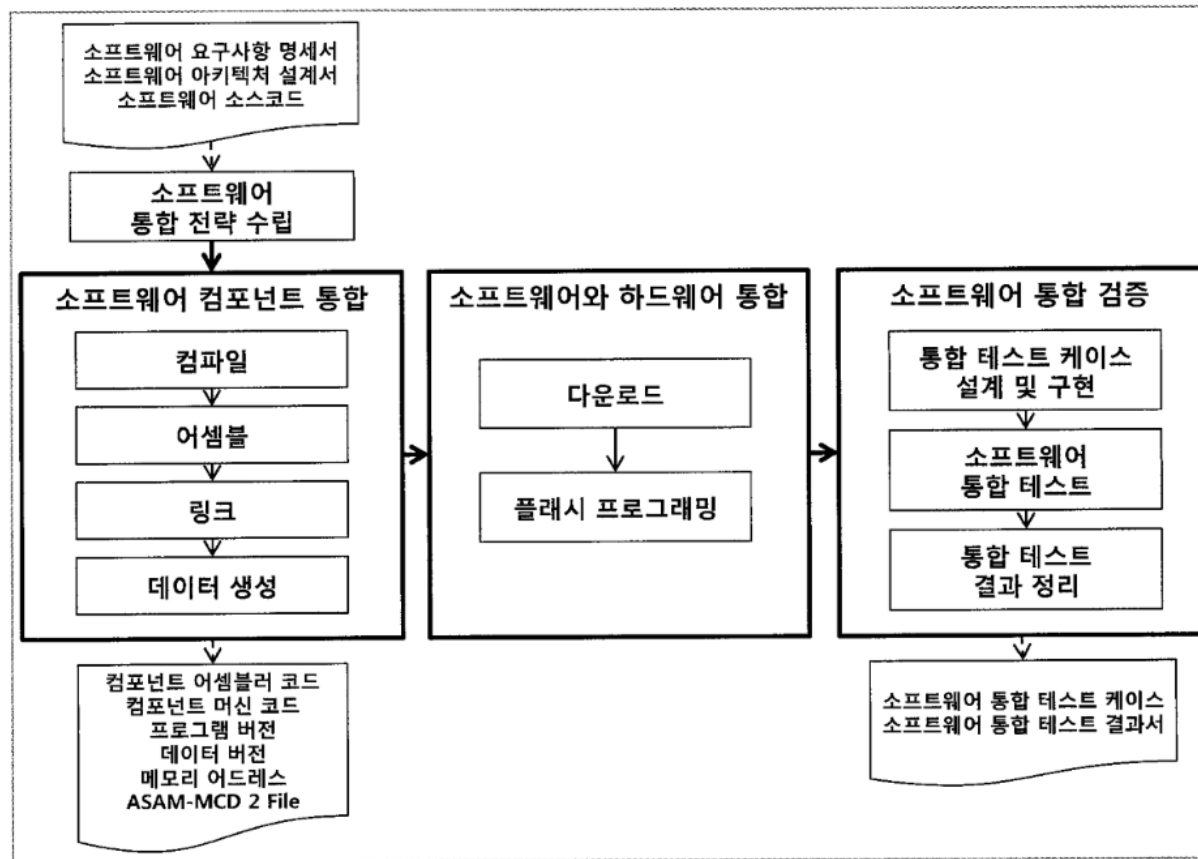 소프트웨어 요구사항 명세서
소프트웨어 아키텍처 설계서
소프트웨어 소스코드
소프트웨어
통합 전략 수립
소프트웨어 컴포넌트 통합
컴파일
어셈블
링크
데이터 생성
소프트웨어와 하드웨어 통합
다운로드
플래시 프로그래밍
소프트웨어 통합 검증
통합 테스트 케이스
설계 및 구현
소프트웨어
통합 테스트
통합 테스트
결과 정리
컴포넌트 어셈블러 코드
컴포넌트 머신 코드
프로그램 버전
데이터 버전
메모리 어드레스
ASAM-MCD 2 File
소프트웨어 통합 테스트 케이스
소프트웨어 통합 테스트 결과서